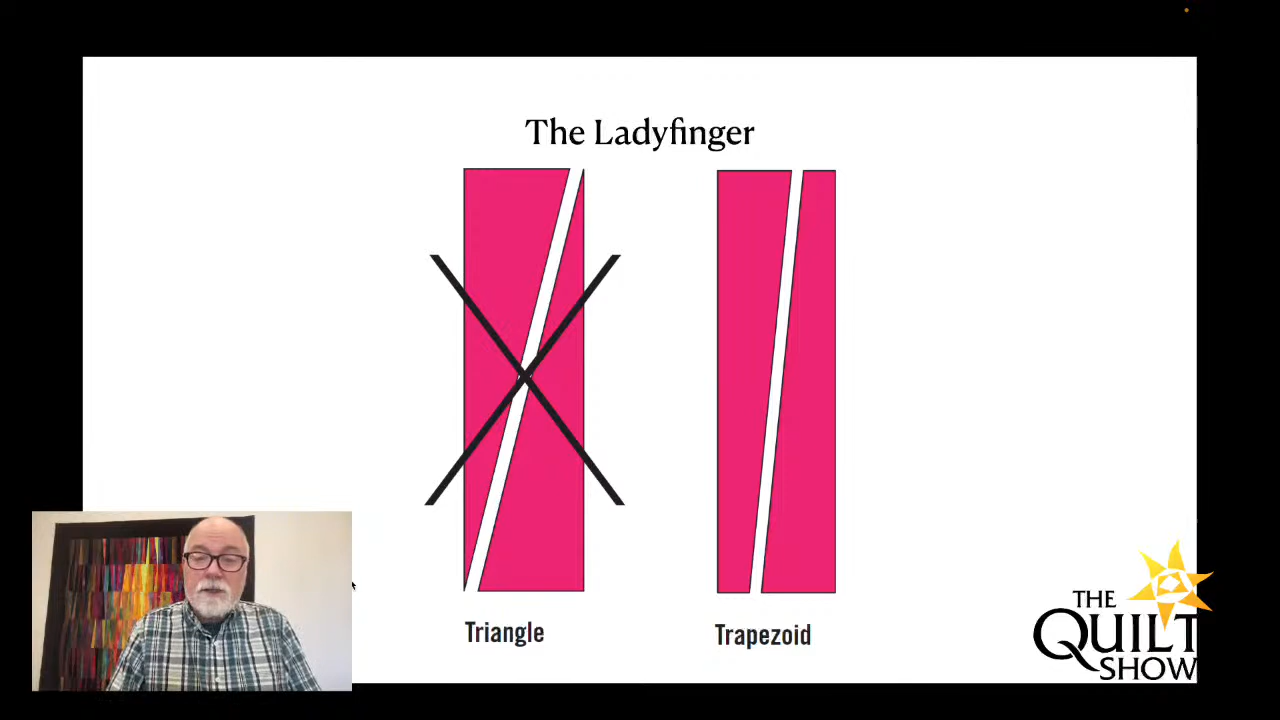 The Ladyfinger
Triangle
Trapezoid
THE
QUILT
SHOW